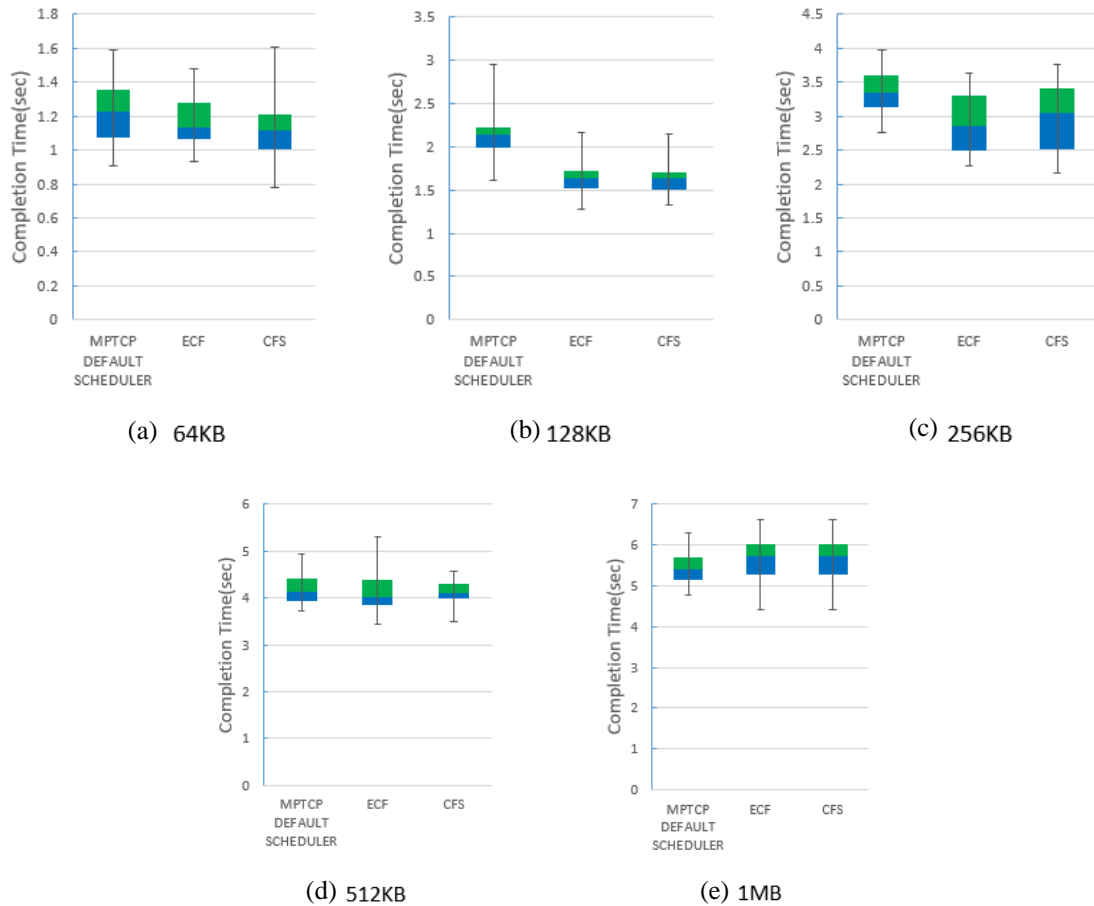 Completion Time(sec)
1.8
1.6
1.4
1.2
1
0.8
0.6
0.4
0.2
0
MPTCP DEFAULT SCHEDULER
ECF
CFS
(a) 64KB
Completion Time(sec)
3.5
3
2.5
2
1.5
1
0.5
0
MPTCP DEFAULT SCHEDULER
ECF
CFS
(b) 128KB
Completion Time(sec)
4.5
4
3.5
3
2.5
2
1.5
1
0.5
0
MPTCP DEFAULT SCHEDULER
ECF
CFS
(c) 256KB
Completion Time(sec)
6
5
4
3
2
1
0
MPTCP DEFAULT SCHEDULER
ECF
CFS
(d) 512KB
Completion Time(sec)
7
6
5
4
3
2
1
0
MPTCP DEFAULT SCHEDULER
ECF
CFS
(e) 1MB